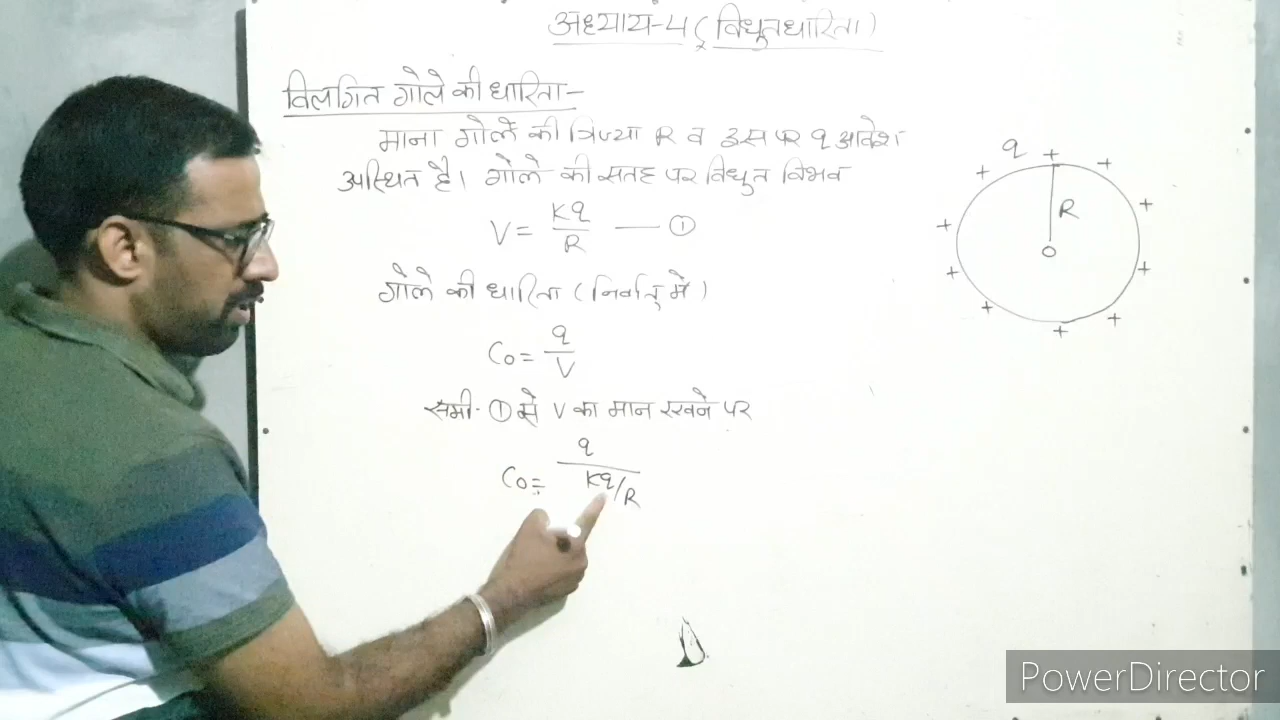 अध्याय-4 (विधुतधारिता)
विलगित गोले की धारिता-
माना गोले की त्रिज्या R व इस पर q आवेश
अस्थित है। गोले की सतह पर विधुत विभव
V = Kq/R — ①
गोले की धारिता (निर्वात में)
C0 = q/V
समी- ① से V का मान रखने पर
C0 = q/(Kq/R)
q
+ + + + + + + + + +
R
O
PowerDirector